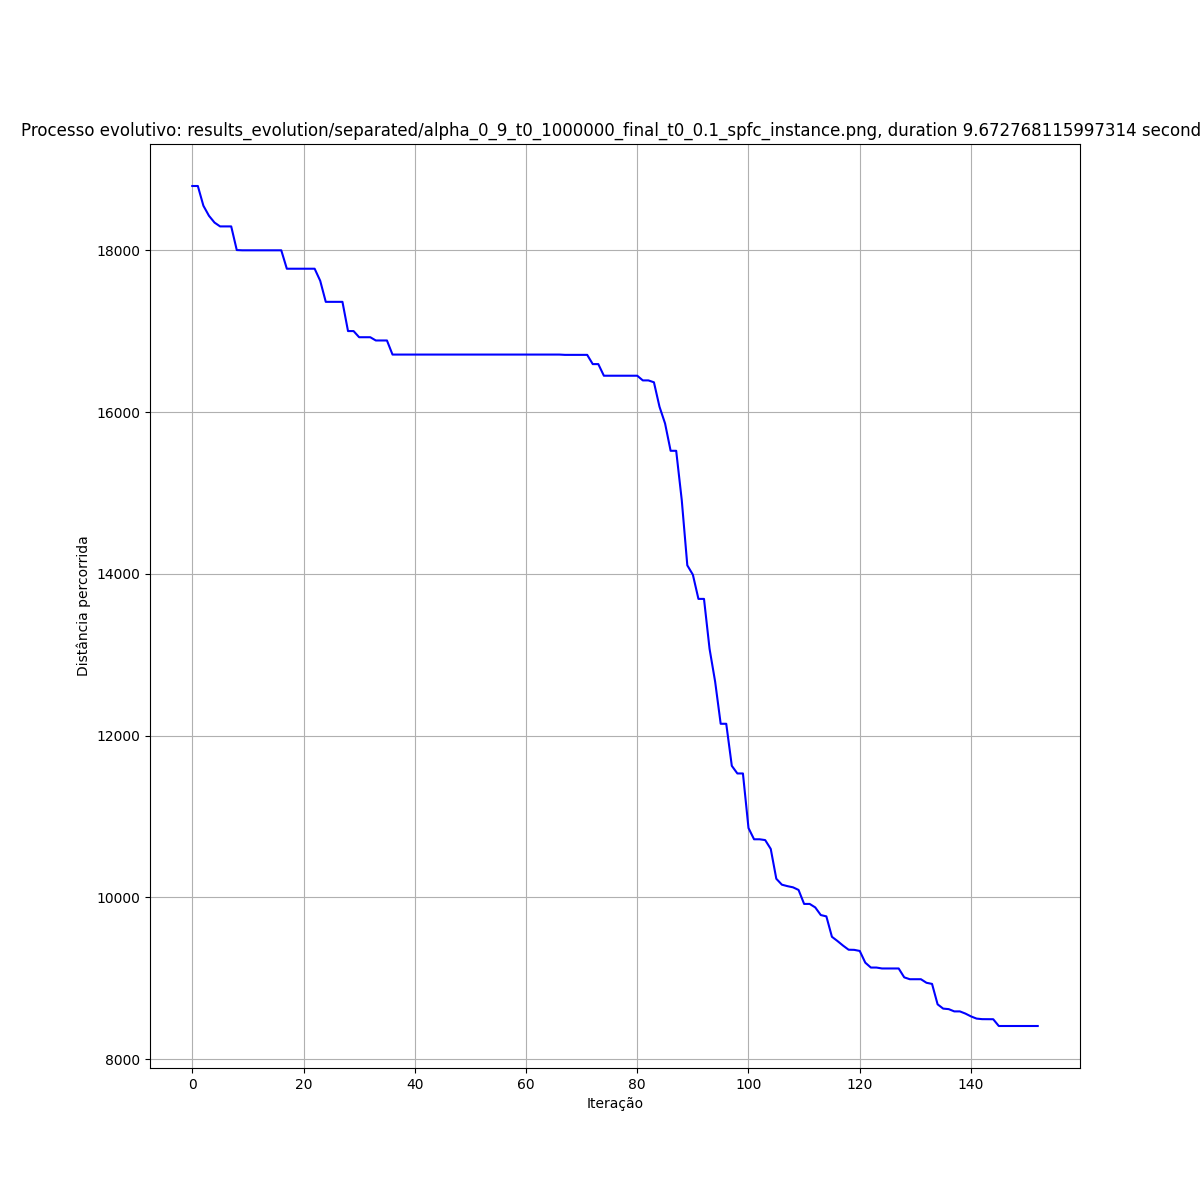 Processo evolutivo: results_evolution/separated/alpha_0_9_t0_1000000_final_t0_0.1_spfc_instance.png, duration 9.672768115997314 second
18000
16000
14000
12000
10000
8000
Distância percorrida
0 20 40 60 80 100 120 140
Iteração